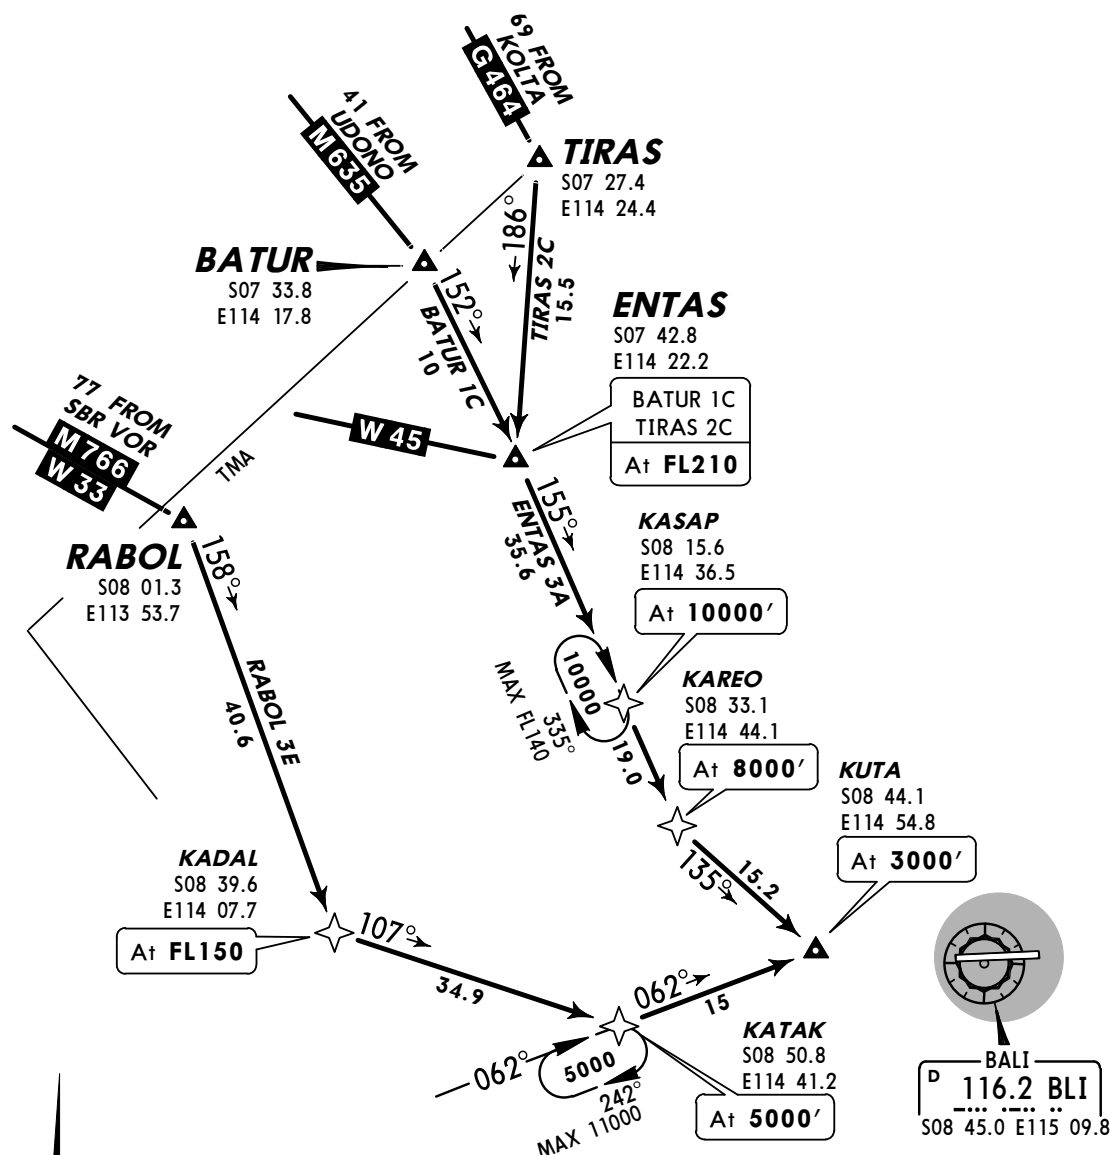 69 FROM
KOLTA
G 464
41 FROM
UDONO
M 635
TIRAS
S07 27.4
E114 24.4
186°
TIRAS 2C
15.5
BATUR
S07 33.8
E114 17.8
152°
BATUR 1C
10
ENTAS
S07 42.8
E114 22.2
BATUR 1C
TIRAS 2C
At FL210
77 FROM
SBR VOR
M 766
W 33
TMA
W 45
RABOL
S08 01.3
E113 53.7
158°
RABOL 3E
40.6
155°
ENTAS 3A
35.6
KASAP
S08 15.6
E114 36.5
At 10000'
10000
335°
MAX FL140
19.0
KAREO
S08 33.1
E114 44.1
At 8000'
135°
15.2
KUTA
S08 44.1
E114 54.8
At 3000'
KADAL
S08 39.6
E114 07.7
At FL150
107°
34.9
062°
15
062°
5000
242°
MAX 11000
KATAK
S08 50.8
E114 41.2
At 5000'
BALI
D 116.2 BLI
S08 45.0 E115 09.8